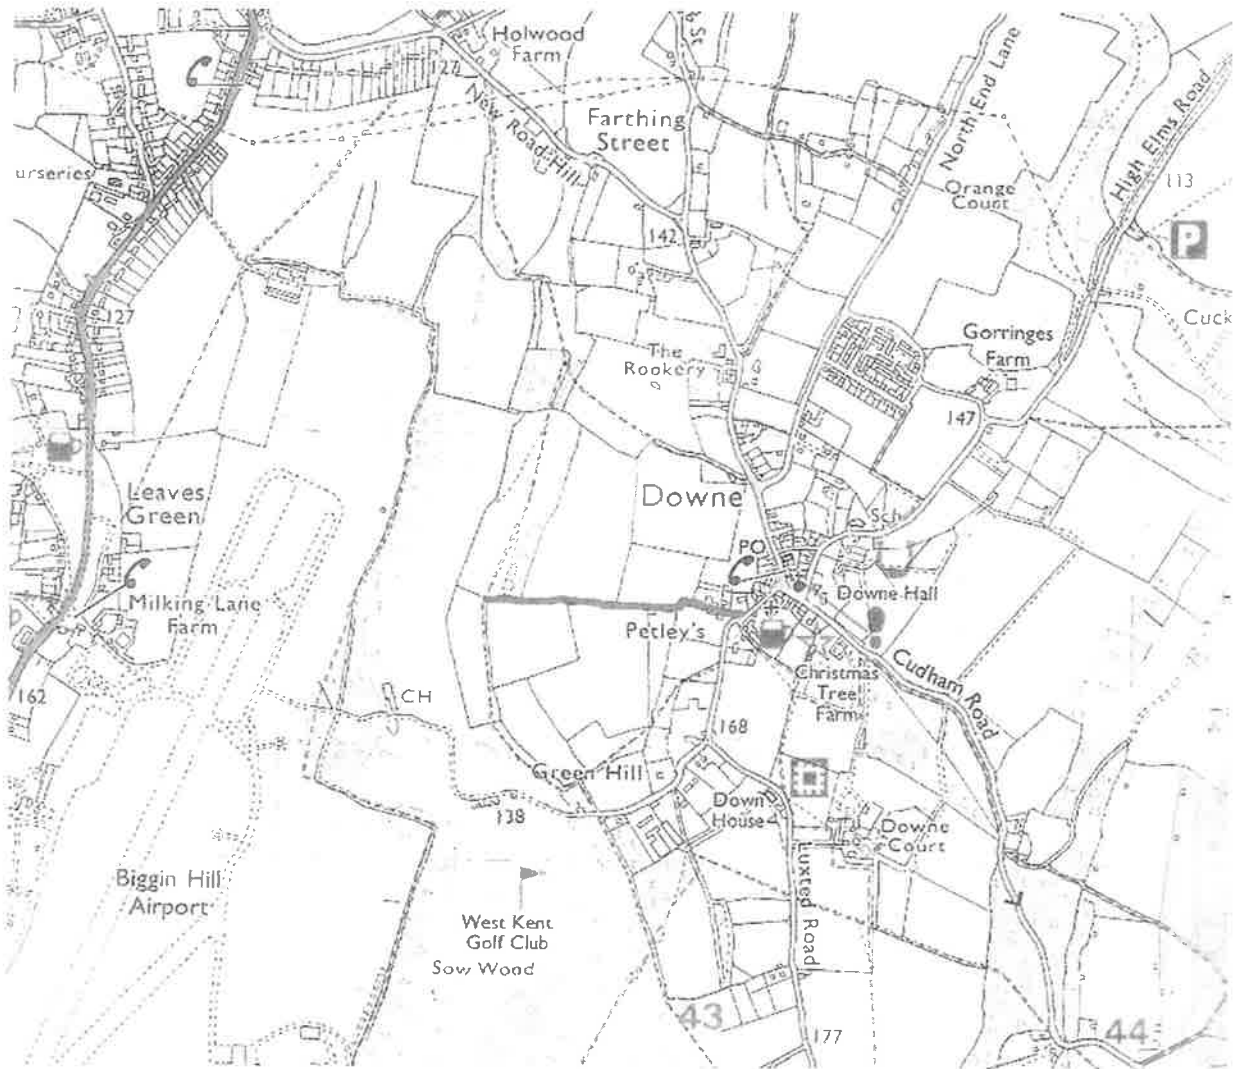 Holwood
Farm
122
New Road Hill
Farthing
Street
St
North End Lane
High Elms Road
113
P
urseries
Orange
Court
142
127
The
Rookery
Gorringes
Farm
Cuck
147
Leaves
Green
Downe
Sch
PO
Downe Hall
Milking Lane
Farm
Petley's
Christmas
Tree
Farm
Cudham Road
162
CH
168
Green Hill
138
Down
House
Downe
Court
Luxted Road
Biggin Hill
Airport
West Kent
Golf Club
Sow Wood
43
177
44